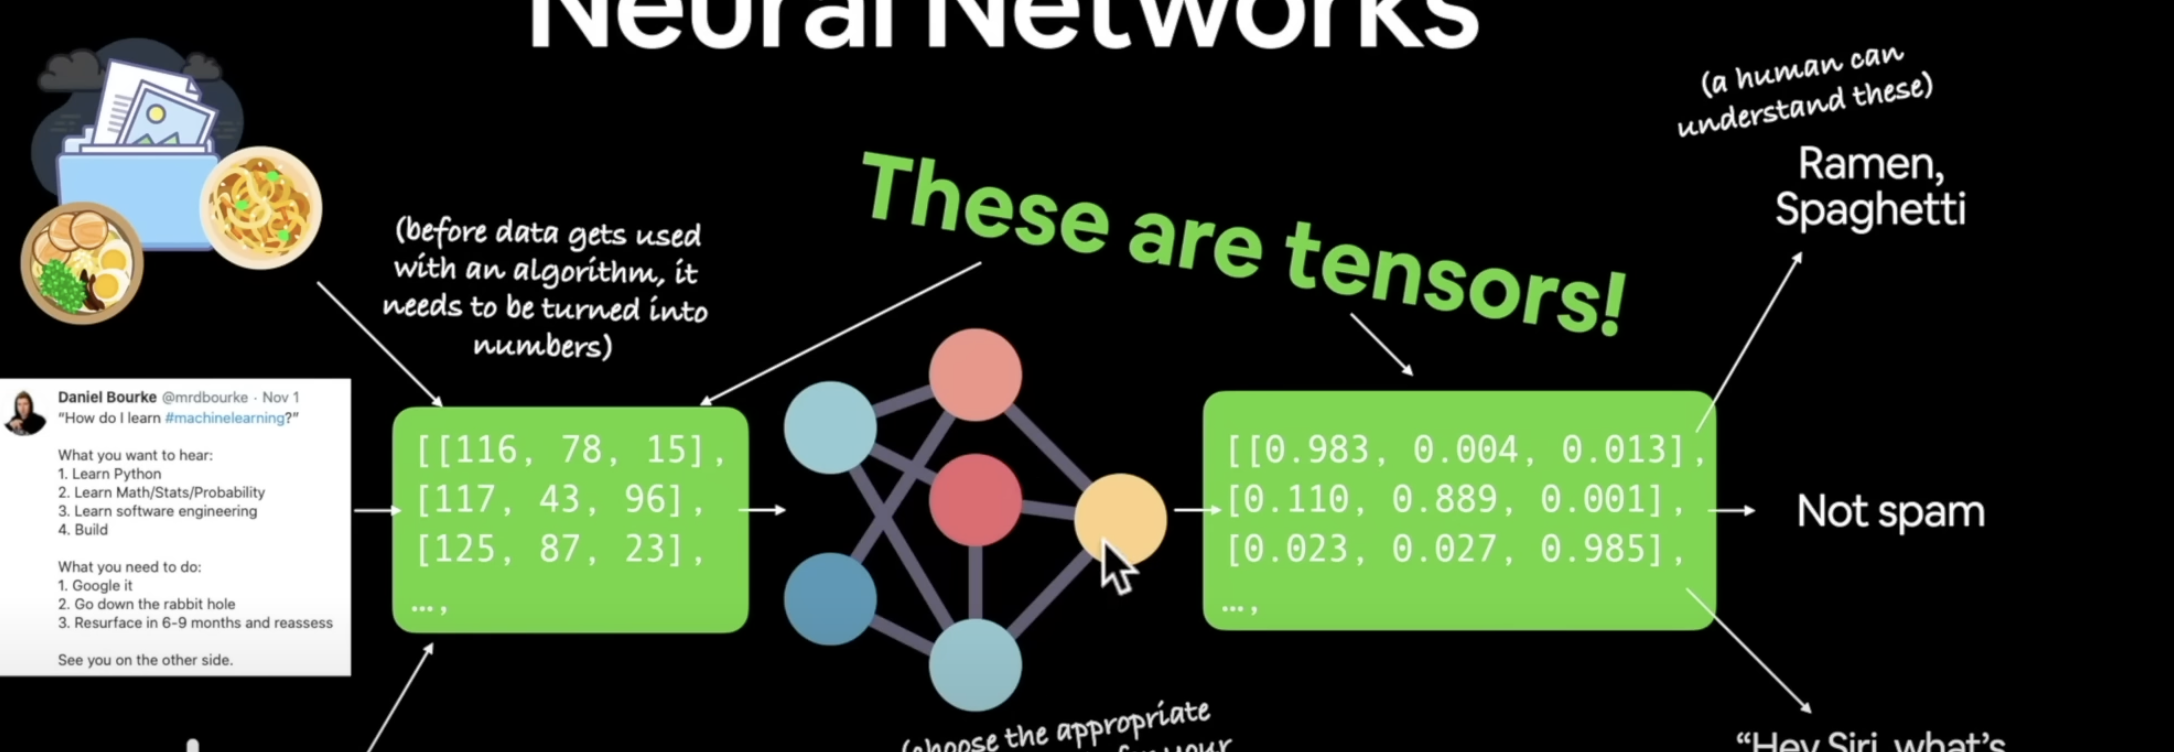 Neural Networks
(a human can
understand these)
Ramen,
Spaghetti
These are tensors!
(before data gets used
with an algorithm, it
needs to be turned into
numbers)
Daniel Bourke @mrdbourke · Nov 1
“How do I learn #machinelearning?”
What you want to hear:
1. Learn Python
2. Learn Math/Stats/Probability
3. Learn software engineering
4. Build
What you need to do:
1. Google it
2. Go down the rabbit hole
3. Resurface in 6-9 months and reassess
See you on the other side.
[[116, 78, 15],
[117, 43, 96],
[125, 87, 23],
…,
[[0.983, 0.004, 0.013],
[0.110, 0.889, 0.001],
[0.023, 0.027, 0.985],
…,
Not spam
(choose the appropriate
for your
“Hey Siri, what’s